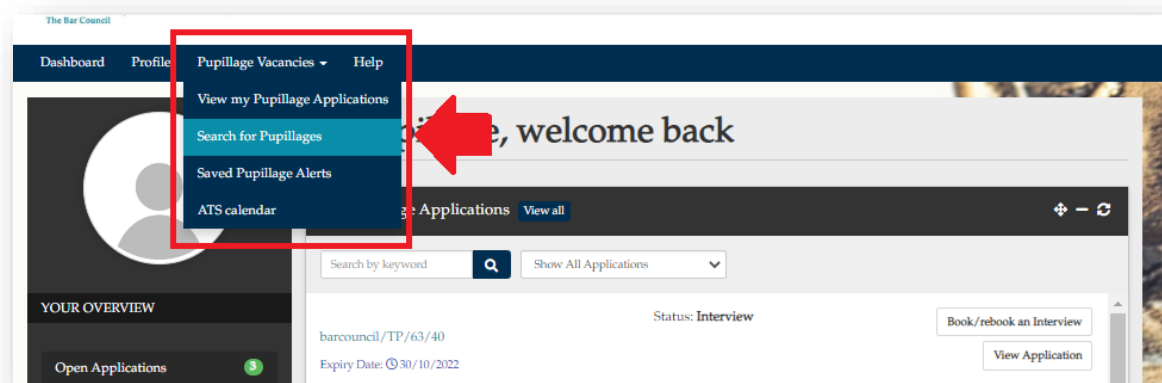 The Bar Council
Dashboard Profile Pupillage Vacancies Help
View my Pupillage Applications
Search for Pupillages
Saved Pupillage Alerts
ATS calendar
welcome back
Applications View all
Search by keyword
Show All Applications
YOUR OVERVIEW
Open Applications 3
Status: Interview
barcouncil/TP/63/40
Expiry Date: 30/10/2022
Book/rebook an Interview
View Application